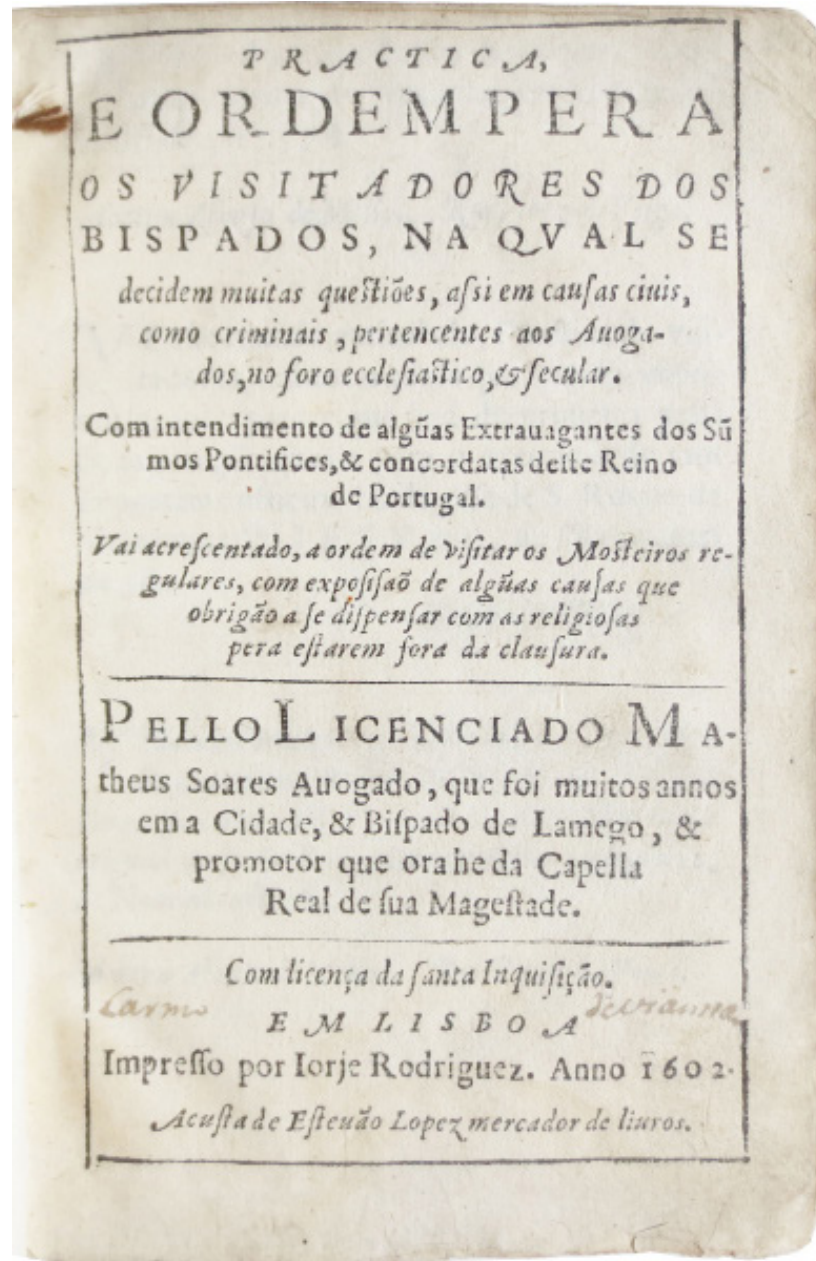 PRACTICA,
E ORDEM PERA
OS VISITADORES DOS
BISPADOS, NA QVAL SE
decidem muitas questiões, aſsi em cauſas ciuis,
como criminais, pertencentes aos Auoga-
dos, no foro eccleſiastico, & ſecular.
Com intendimento de algũas Extrauagantes dos Sũ
mos Pontifices, & concordatas deſte Reino
de Portugal.
Vai acreſcentado, a ordem de viſitar os Moſteiros re-
gulares, com expoſiſaõ de algũas cauſas que
obrigão a ſe diſpenſar com as religioſas
pera eſtarem fora da clauſura.
PELLO LICENCIADO MA-
theus Soares Auogado, que foi muitos annos
em a Cidade, & Biſpado de Lamego, &
promotor que ora he da Capella
Real de ſua Mageſtade.
Com licença da ſanta Inquiſição.
Carmo de Vianna
EM LISBOA
Impreſſo por Iorje Rodriguez. Anno 1602.
Acuſta de Eſteuão Lopez mercador de liuros.